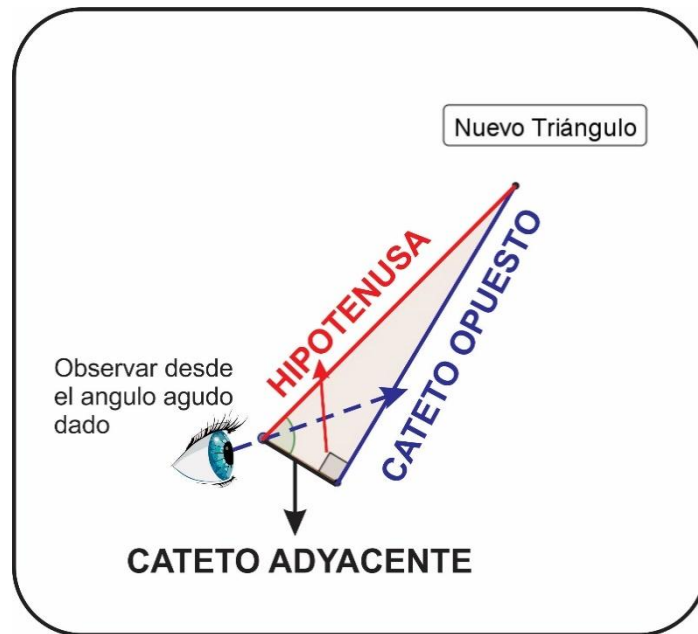 Nuevo Triángulo
HIPOTENUSA
CATETO OPUESTO
Observar desde
el angulo agudo
dado
CATETO ADYACENTE